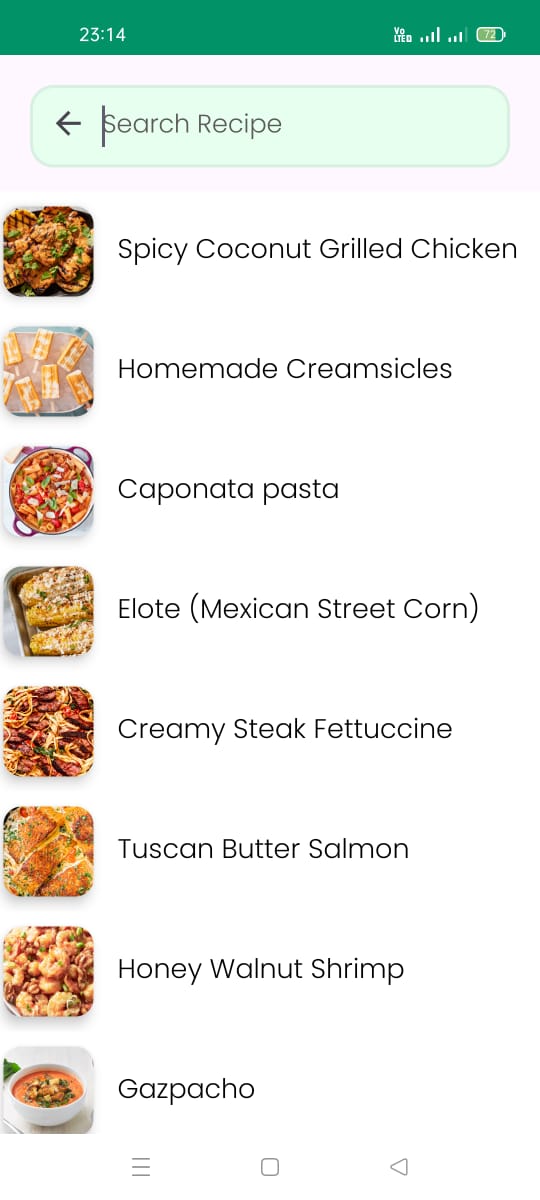 23:14
Vo LTED
72
Search Recipe
Spicy Coconut Grilled Chicken
Homemade Creamsicles
Caponata pasta
Elote (Mexican Street Corn)
Creamy Steak Fettuccine
Tuscan Butter Salmon
Honey Walnut Shrimp
Gazpacho